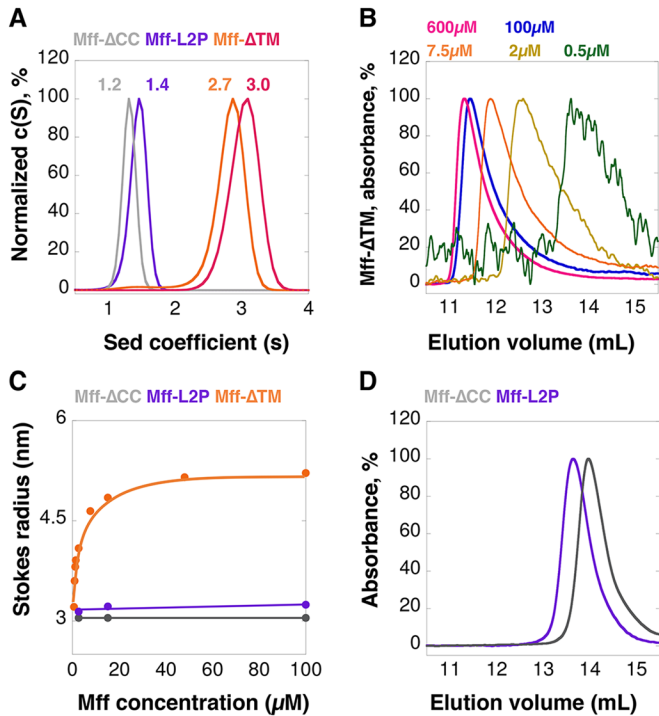 A
Mff-ΔCC Mff-L2P Mff-ΔTM
1.2 1.4 2.7 3.0
Normalized c(S), %
120
100
80
60
40
20
0
1 2 3 4
Sed coefficient (s)
B
600µM 100µM
7.5µM 2µM 0.5µM
Mff-ΔTM, absorbance, %
120
100
80
60
40
20
0
11 12 13 14 15
Elution volume (mL)
C
Mff-ΔCC Mff-L2P Mff-ΔTM
Stokes radius (nm)
6
4.5
3
0 20 40 60 80 100
Mff concentration (µM)
D
Mff-ΔCC Mff-L2P
Absorbance, %
120
100
80
60
40
20
0
11 12 13 14 15
Elution volume (mL)